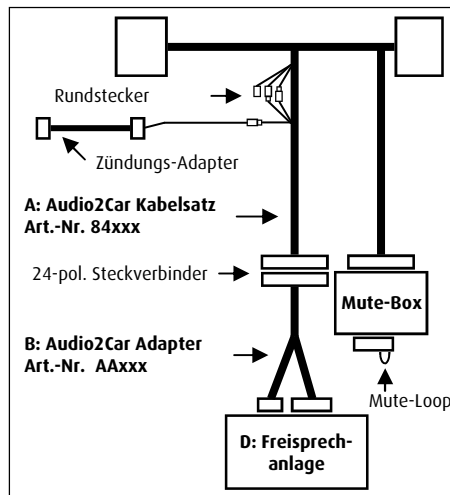 Rundstecker
Zündungs-Adapter
A: Audio2Car Kabelsatz
Art.-Nr. 84xxx
24-pol. Steckverbinder
Mute-Box
B: Audio2Car Adapter
Art.-Nr. AAxxx
Mute-Loop
D: Freisprech-
anlage